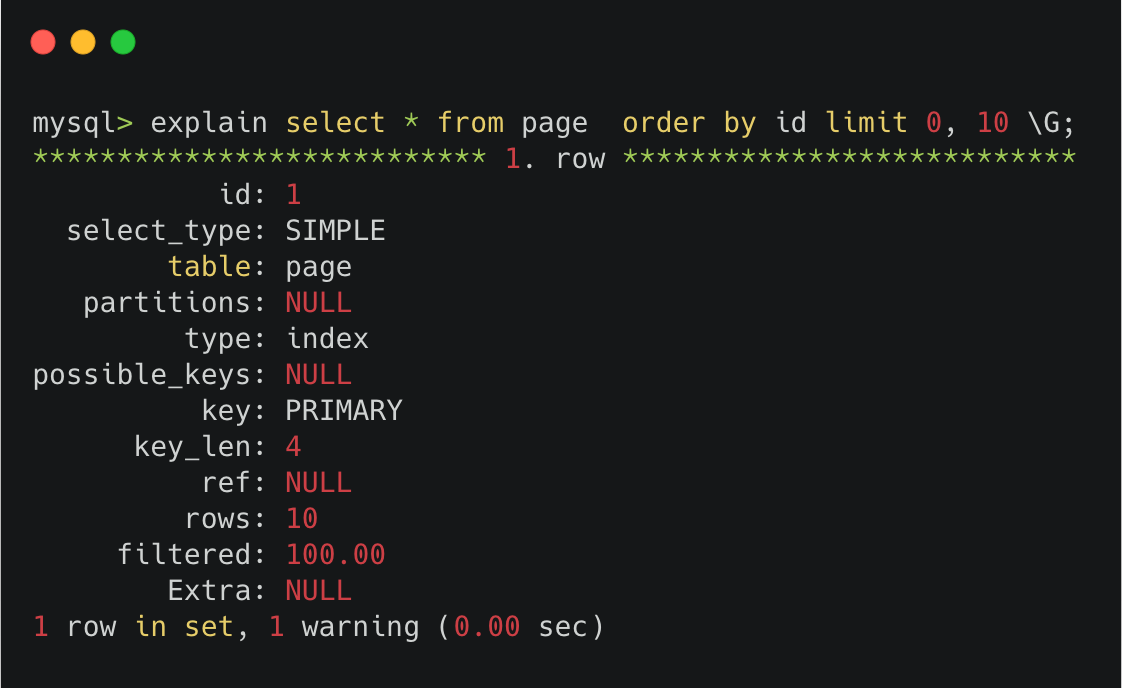 mysql> explain select * from page  order by id limit 0, 10 \G;
*************************** 1. row ***************************
           id: 1
  select_type: SIMPLE
        table: page
   partitions: NULL
         type: index
possible_keys: NULL
          key: PRIMARY
      key_len: 4
          ref: NULL
         rows: 10
     filtered: 100.00
        Extra: NULL
1 row in set, 1 warning (0.00 sec)